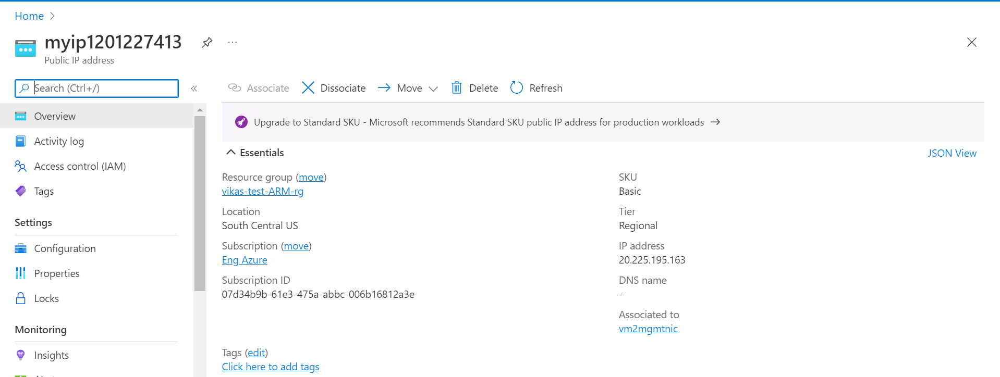 Home
myip1201227413
Public IP address
Search (Ctrl+/)
Overview
Activity log
Access control (IAM)
Tags
Settings
Configuration
Properties
Locks
Monitoring
Insights
Associate Dissociate Move Delete Refresh
Upgrade to Standard SKU - Microsoft recommends Standard SKU public IP address for production workloads
Essentials
JSON View
Resource group (move)
vikas-test-ARM-rg
Location
South Central US
Subscription (move)
Eng Azure
Subscription ID
07d34b9b-61e3-475a-abbc-006b16812a3e
SKU
Basic
Tier
Regional
IP address
20.225.195.163
DNS name
-
Associated to
vm2mgmtnic
Tags (edit)
Click here to add tags